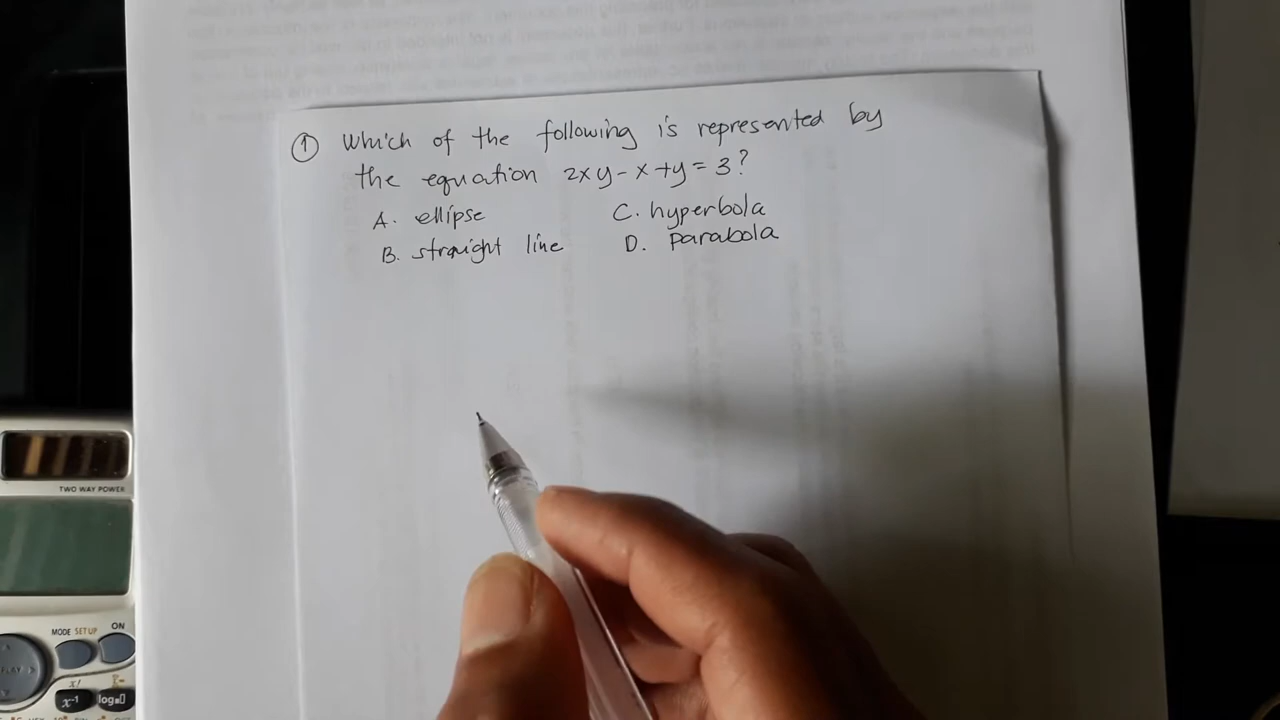 ① Which of the following is represented by
the equation 2xy - x + y = 3?
A. ellipse C. hyperbola
B. straight line D. parabola
TWO WAY POWER
MODE SETUP ON
x!
x⁻¹ log